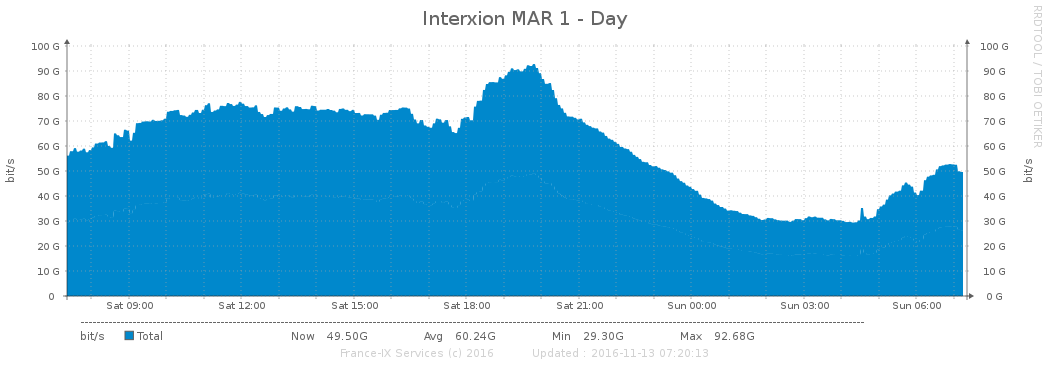 Interxion MAR 1 - Day
RRDTOOL / TOBI OETIKER
100 G 100 G
90 G 90 G
80 G 80 G
70 G 70 G
60 G 60 G
50 G 50 G
40 G 40 G
30 G 30 G
20 G 20 G
10 G 10 G
0 0 G
bit/s bit/s
Sat 09:00 Sat 12:00 Sat 15:00 Sat 18:00 Sat 21:00 Sun 00:00 Sun 03:00 Sun 06:00
bit/s Total Now 49.50G Avg 60.24G Min 29.30G Max 92.68G
France-IX Services (c) 2016 Updated : 2016-11-13 07:20:13